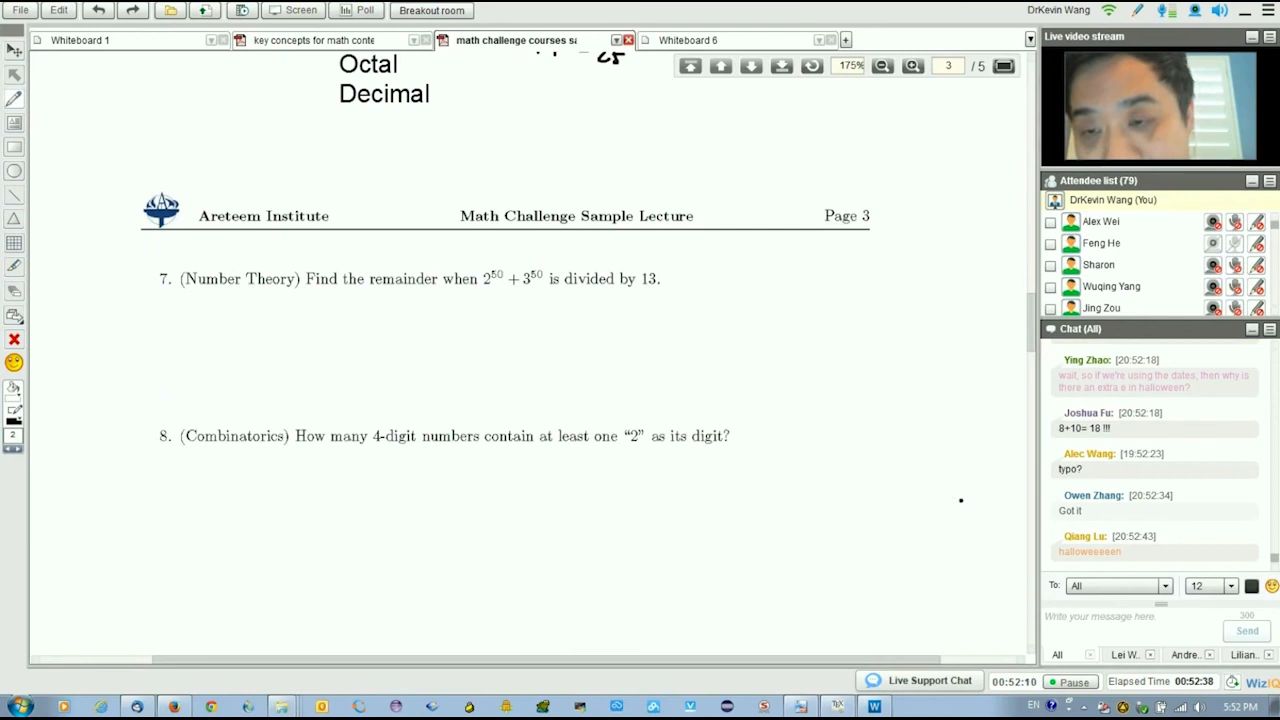 File Edit Screen Poll Breakout room DrKevin Wang
Whiteboard 1 key concepts for math conte math challenge courses sa Whiteboard 6 Live video stream
175% 3 / 5
Octal
Decimal
Areteem Institute Math Challenge Sample Lecture Page 3
7. (Number Theory) Find the remainder when 2^50 + 3^50 is divided by 13.
8. (Combinatorics) How many 4-digit numbers contain at least one “2” as its digit?
2
Attendee list (79)
DrKevin Wang (You)
Alex Wei
Feng He
Sharon
Wuqing Yang
Jing Zou
Chat (All)
Ying Zhao: [20:52:18]
wait, so if we're using the dates, then why is
there an extra e in halloween?
Joshua Fu: [20:52:18]
8+10= 18 !!!
Alec Wang: [19:52:23]
typo?
Owen Zhang: [20:52:34]
Got it
Qiang Lu: [20:52:43]
halloweeeeen
To: All 12
Write your message here. 300
Send
All Lei W.. Andre.. Lilian..
Live Support Chat 00:52:10 Pause Elapsed Time 00:52:38 WizIQ
EN 5:52 PM